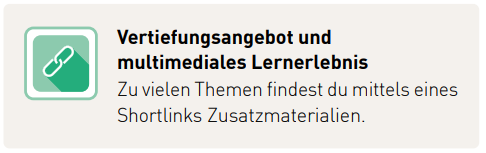 Vertiefungsangebot und
multimediales Lernerlebnis
Zu vielen Themen findest du mittels eines
Shortlinks Zusatzmaterialien.